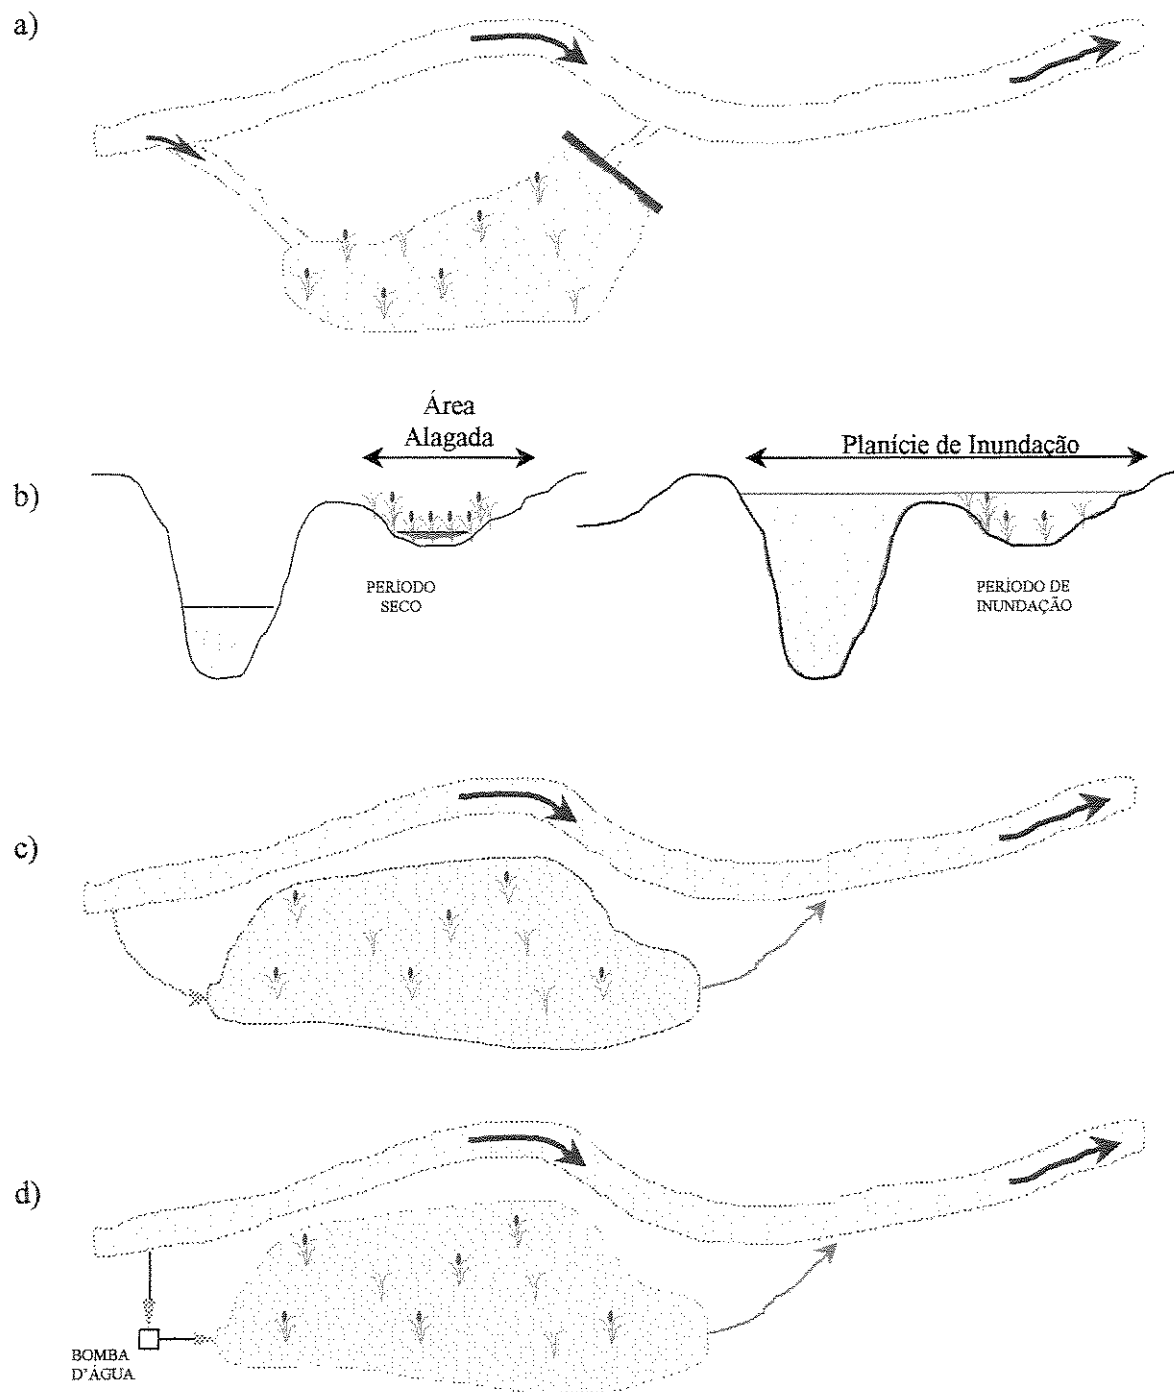 a)
Área
Alagada
Planície de Inundação
b)
PERÍODO
SECO
PERÍODO DE
INUNDAÇÃO
c)
d)
BOMBA
D'ÁGUA